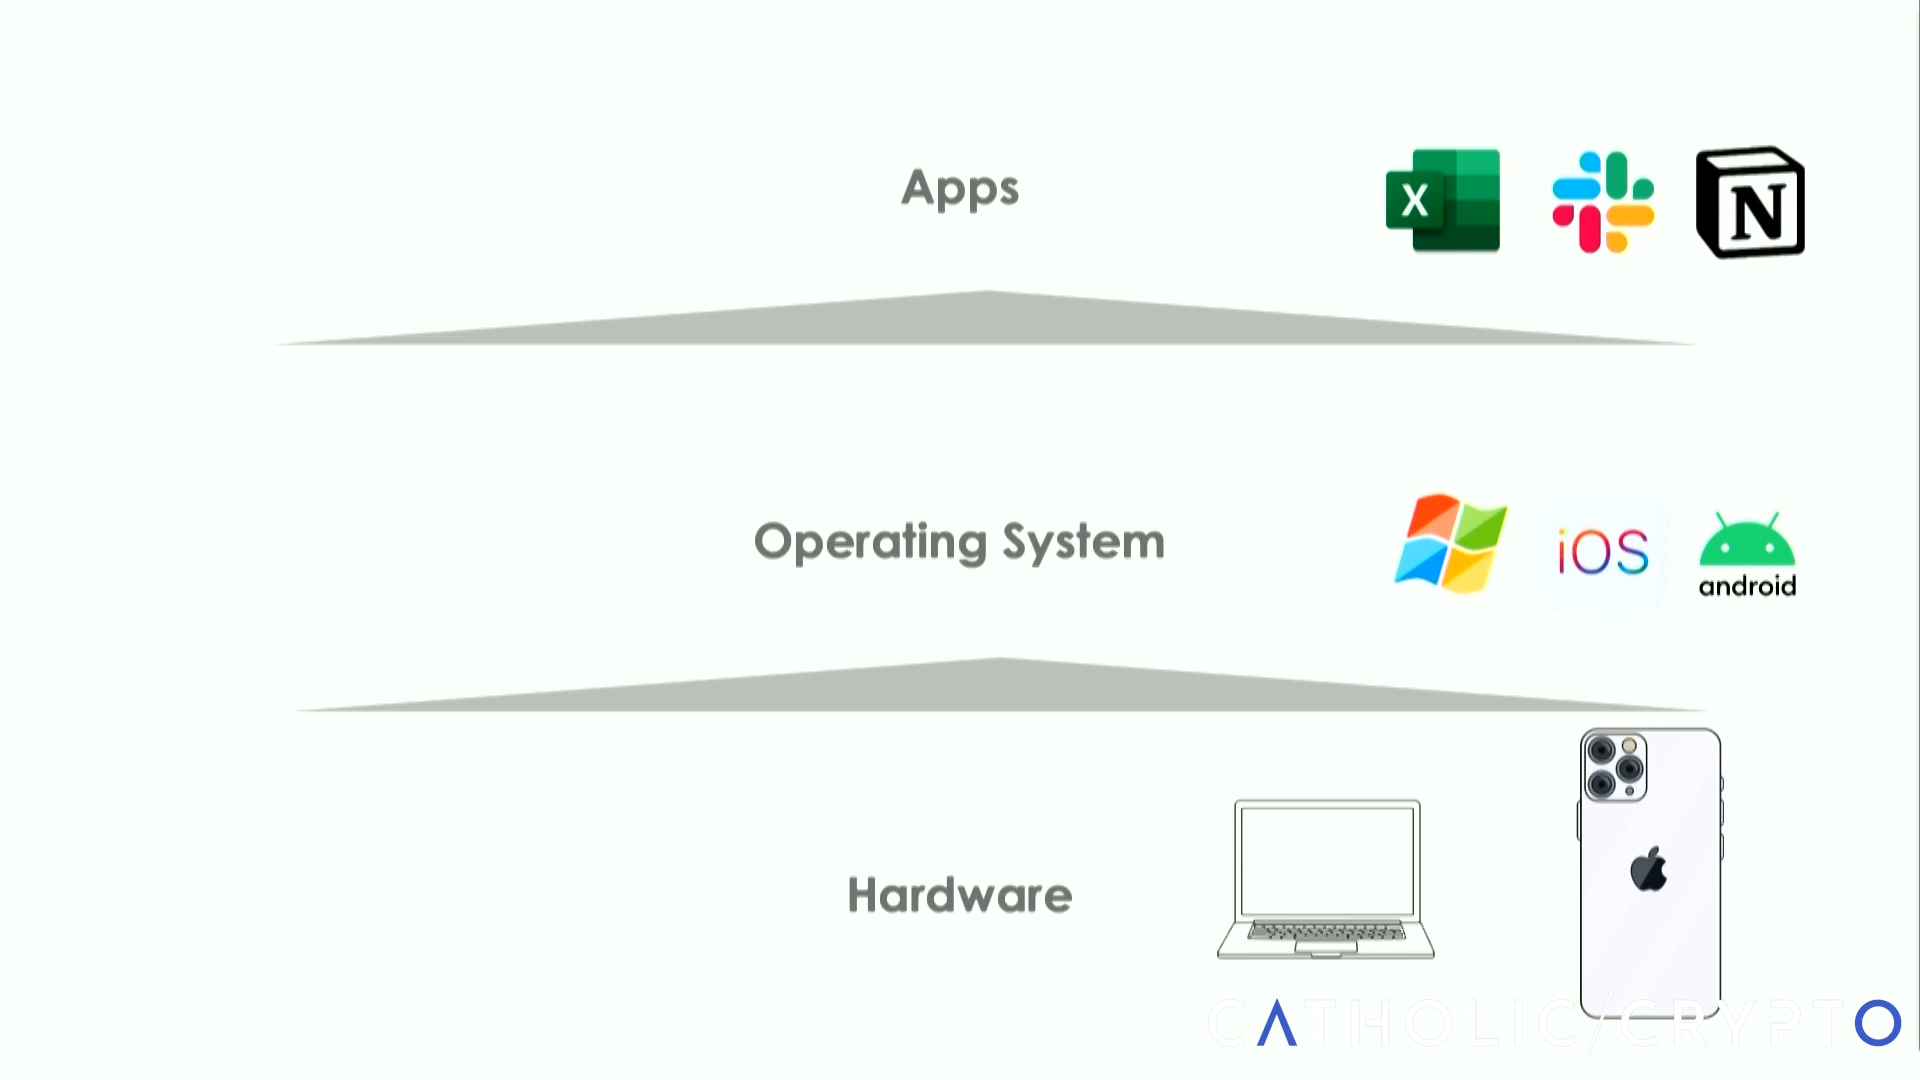 Apps
X
N
Operating System
iOS
android
Hardware
CATHOLIC/CRYPTO